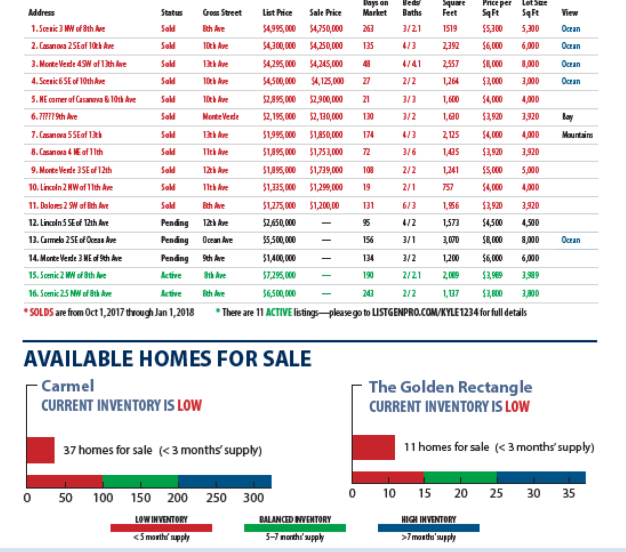 Days on Beds/ Square Price per Lot Size
Address Status Cross Street List Price Sale Price Market Baths Feet Sq Ft Sq Ft View
1. Scenic 3 NW of 8th Ave Sold 8th Ave $4,995,000 $4,750,000 263 3/2.1 1519 $5,300 5,300 Ocean
2. Casanova 2 SE of 10th Ave Sold 10th Ave $4,300,000 $4,250,000 135 4/3 2,392 $6,000 6,000 Ocean
3. Monte Verde 4 SW of 13th Ave Sold 13th Ave $4,295,000 $4,245,000 48 4/4.1 2,557 $8,000 8,000 Ocean
4. Scenic 6 SE of 10th Ave Sold 10th Ave $4,500,000 $4,125,000 27 2/2 1,264 $3,000 3,000 Ocean
5. NE corner of Casanova & 10th Ave Sold 10th Ave $2,895,000 $2,900,000 21 3/3 1,600 $4,000 4,000
6. ????? 9th Ave Sold Monte Verde $2,195,000 $2,130,000 130 3/2 1,630 $3,920 3,920 Bay
7. Casanova 5 SE of 13th Sold 13th Ave $1,995,000 $1,850,000 174 4/3 2,125 $4,000 4,000 Mountains
8. Casanova 4 NE of 11th Sold 11th Ave $1,895,000 $1,753,000 72 3/6 1,435 $3,920 3,920
9. Monte Verde 3 SE of 12th Sold 12th Ave $1,895,000 $1,739,000 108 2/2 1,241 $5,000 5,000
10. Lincoln 2 NW of 11th Ave Sold 11th Ave $1,335,000 $1,299,000 19 2/1 757 $4,000 4,000
11. Dolores 2 SW of 8th Ave Sold 8th Ave $1,275,000 $1,200,00 131 6/3 1,956 $3,920 3,920
12. Lincoln 5 SE of 12th Ave Pending 12th Ave $2,650,000 — 95 4/2 1,573 $4,500 4,500
13. Carmelo 2 SE of Ocean Ave Pending Ocean Ave $5,500,000 — 156 3/1 3,070 $8,000 8,000 Ocean
14. Monte Verde 3 NE of 9th Ave Pending 9th Ave $1,400,000 — 134 3/2 1,200 $6,000 6,000
15. Scenic 2 NW of 8th Ave Active 8th Ave $7,295,000 — 190 2/2.1 2,089 $3,989 3,989
16. Scenic 2.5 NW of 8th Ave Active 8th Ave $6,500,000 — 243 2/2 1,137 $3,800 3,800
* SOLDS are from Oct 1, 2017 through Jan 1, 2018 * There are 11 ACTIVE listings—please go to LISTGENPRO.COM/KYLE1234 for full details
AVAILABLE HOMES FOR SALE
Carmel
CURRENT INVENTORY IS LOW
37 homes for sale (< 3 months' supply)
0 50 100 150 200 250 300
The Golden Rectangle
CURRENT INVENTORY IS LOW
11 homes for sale (< 3 months' supply)
0 10 15 20 25 30 35
LOW INVENTORY BALANCED INVENTORY HIGH INVENTORY
< 5 months' supply 5–7 months' supply >7 months' supply